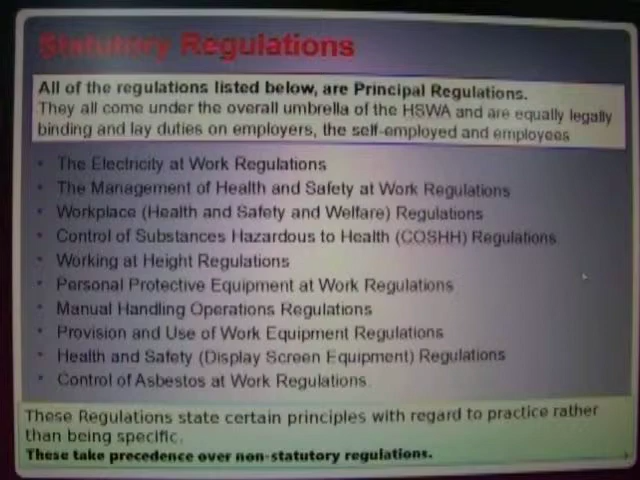 Statutory Regulations
All of the regulations listed below, are Principal Regulations.
They all come under the overall umbrella of the HSWA and are equally legally
binding and lay duties on employers, the self-employed and employees
• The Electricity at Work Regulations
• The Management of Health and Safety at Work Regulations
• Workplace (Health and Safety and Welfare) Regulations
• Control of Substances Hazardous to Health (COSHH) Regulations
• Working at Height Regulations
• Personal Protective Equipment at Work Regulations
• Manual Handling Operations Regulations
• Provision and Use of Work Equipment Regulations
• Health and Safety (Display Screen Equipment) Regulations
• Control of Asbestos at Work Regulations
These Regulations state certain principles with regard to practice rather
than being specific.
These take precedence over non-statutory regulations.